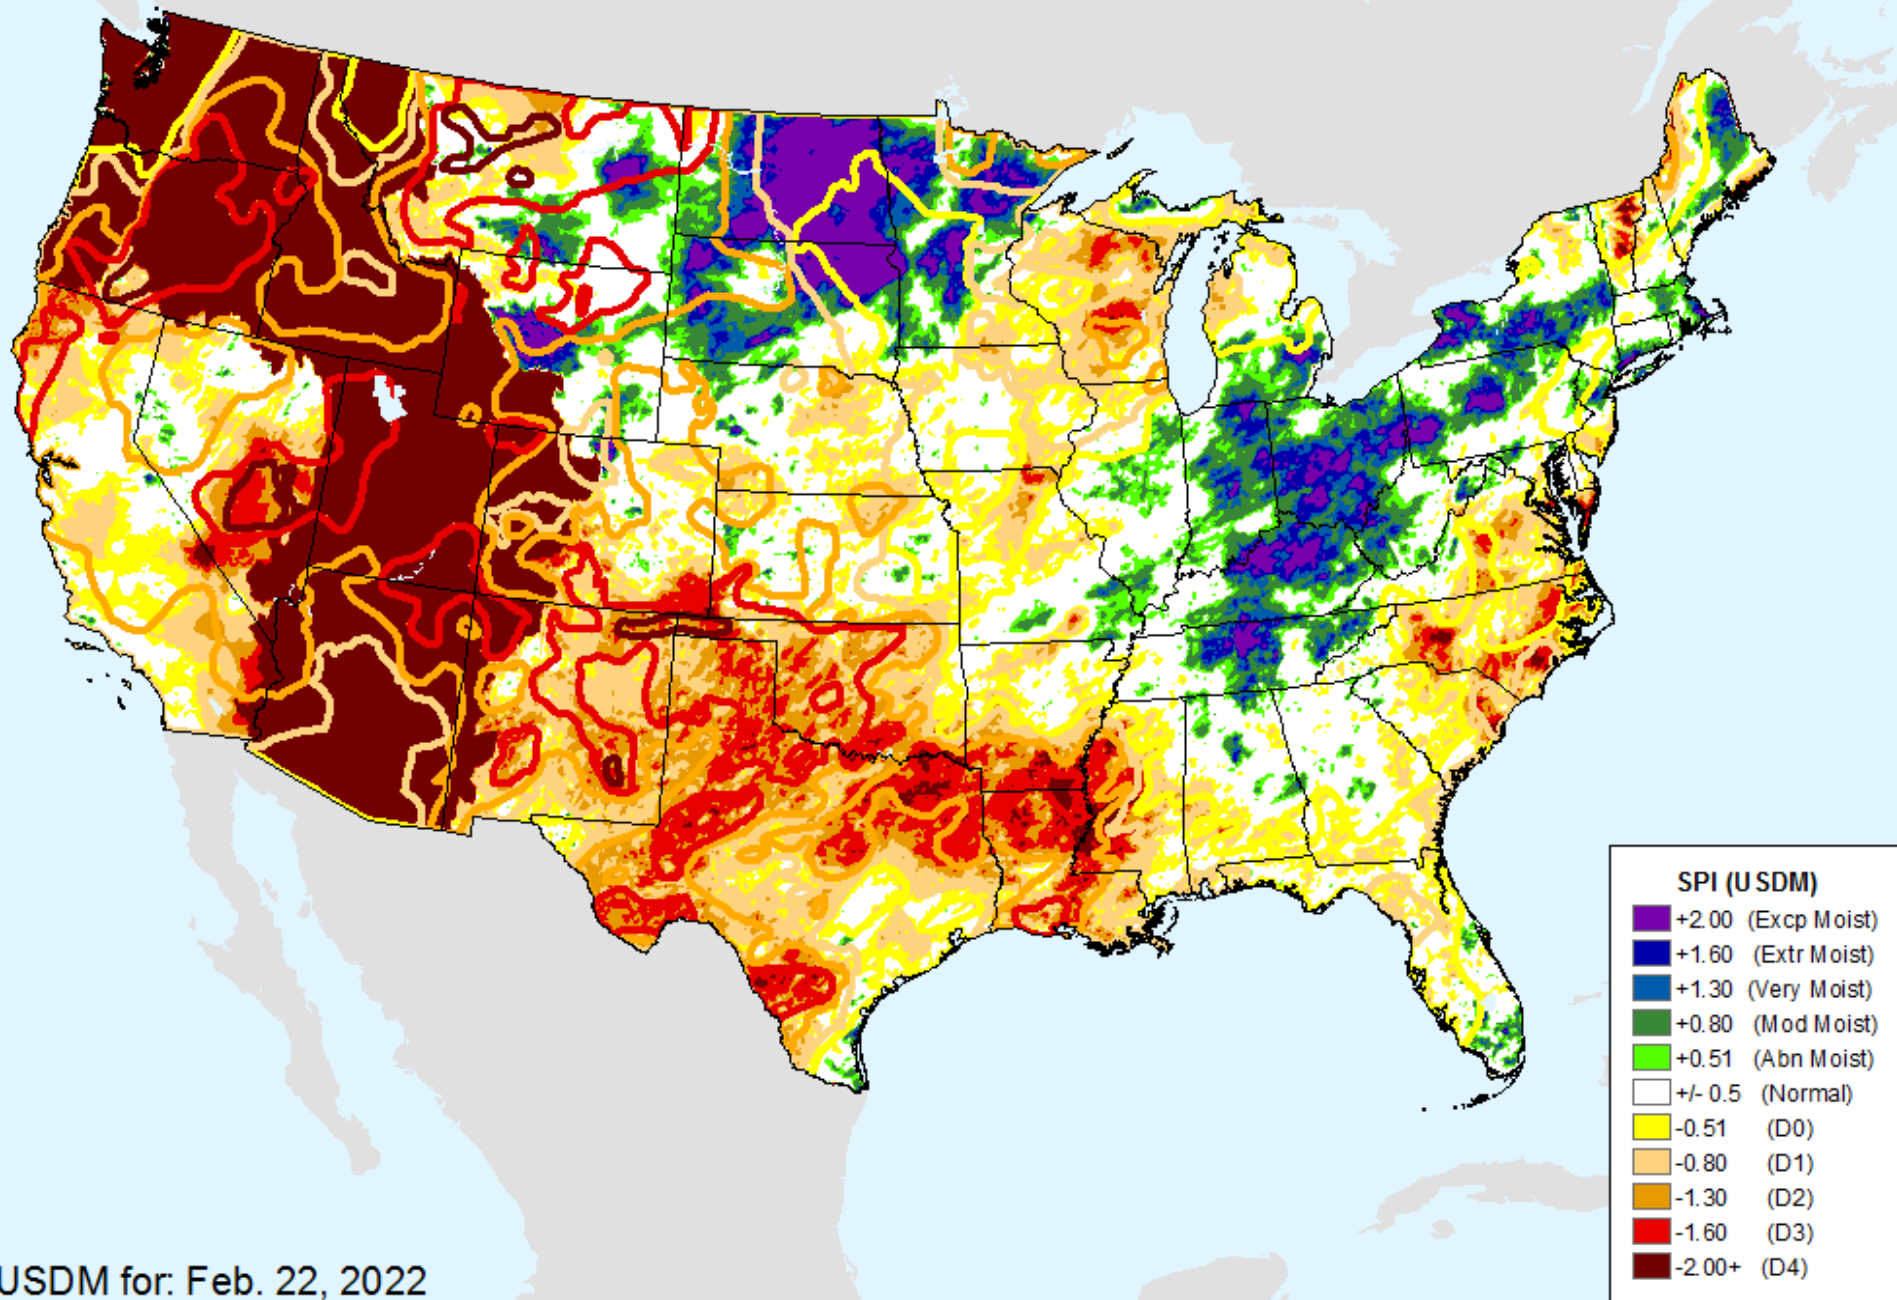 SPI (USDM)
+2.00 (Excp Moist)
+1.60 (Extr Moist)
+1.30 (Very Moist)
+0.80 (Mod Moist)
+0.51 (Abn Moist)
+/- 0.5 (Normal)
-0.51 (D0)
-0.80 (D1)
-1.30 (D2)
-1.60 (D3)
-2.00+ (D4)
USDM for: Feb. 22, 2022